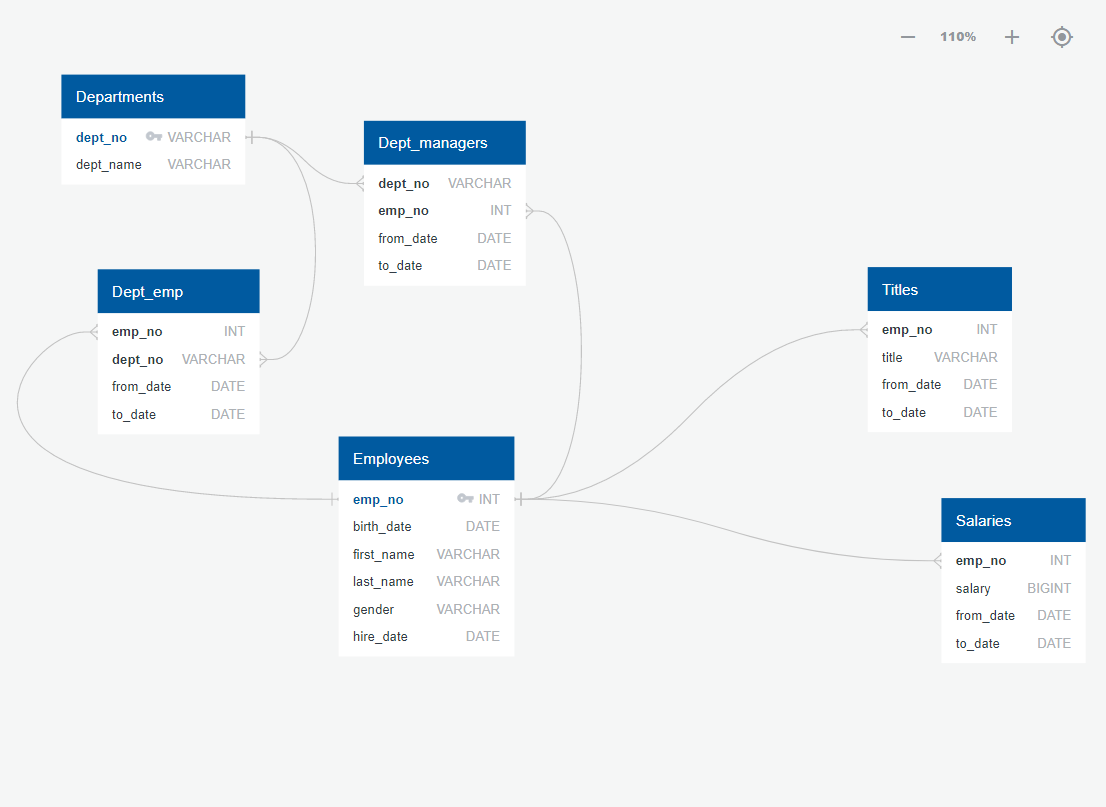 110%
Departments
dept_no VARCHAR
dept_name VARCHAR
Dept_managers
dept_no VARCHAR
emp_no INT
from_date DATE
to_date DATE
Dept_emp
emp_no INT
dept_no VARCHAR
from_date DATE
to_date DATE
Titles
emp_no INT
title VARCHAR
from_date DATE
to_date DATE
Employees
emp_no INT
birth_date DATE
first_name VARCHAR
last_name VARCHAR
gender VARCHAR
hire_date DATE
Salaries
emp_no INT
salary BIGINT
from_date DATE
to_date DATE